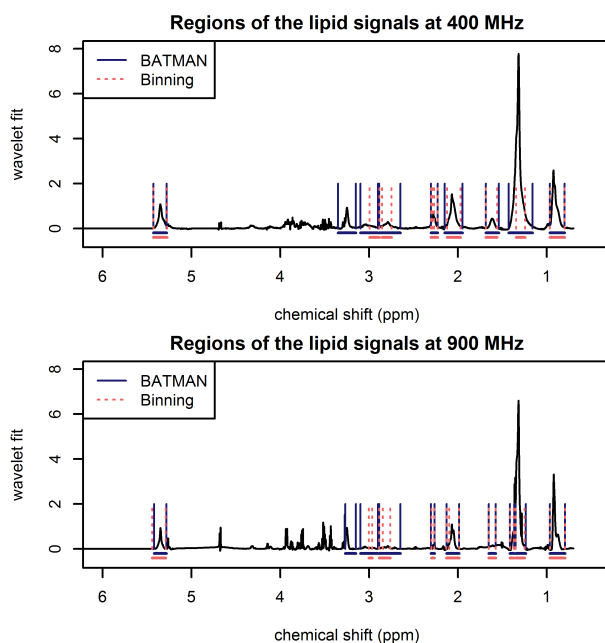 Regions of the lipid signals at 400 MHz
BATMAN
Binning
wavelet fit
8
6
4
2
0
6 5 4 3 2 1
chemical shift (ppm)
Regions of the lipid signals at 900 MHz
BATMAN
Binning
wavelet fit
8
6
4
2
0
6 5 4 3 2 1
chemical shift (ppm)